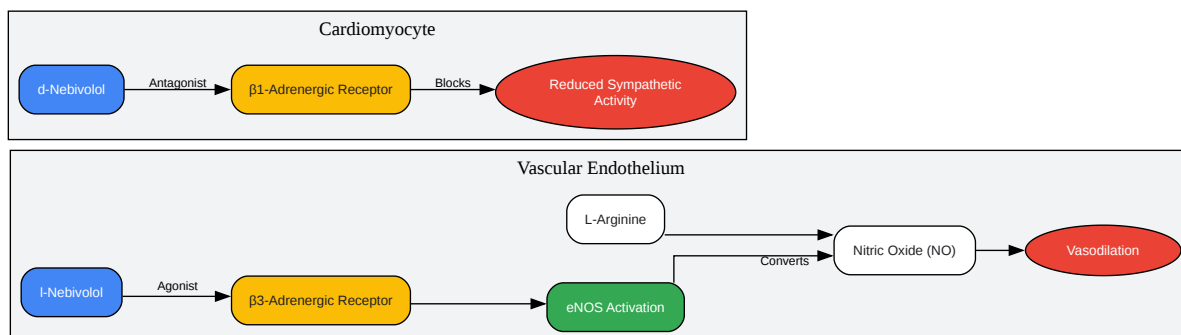 Cardiomyocyte
d-Nebivolol
Antagonist
β1-Adrenergic Receptor
Blocks
Reduced Sympathetic
Activity
Vascular Endothelium
L-Arginine
Nitric Oxide (NO)
Vasodilation
Converts
l-Nebivolol
Agonist
β3-Adrenergic Receptor
eNOS Activation